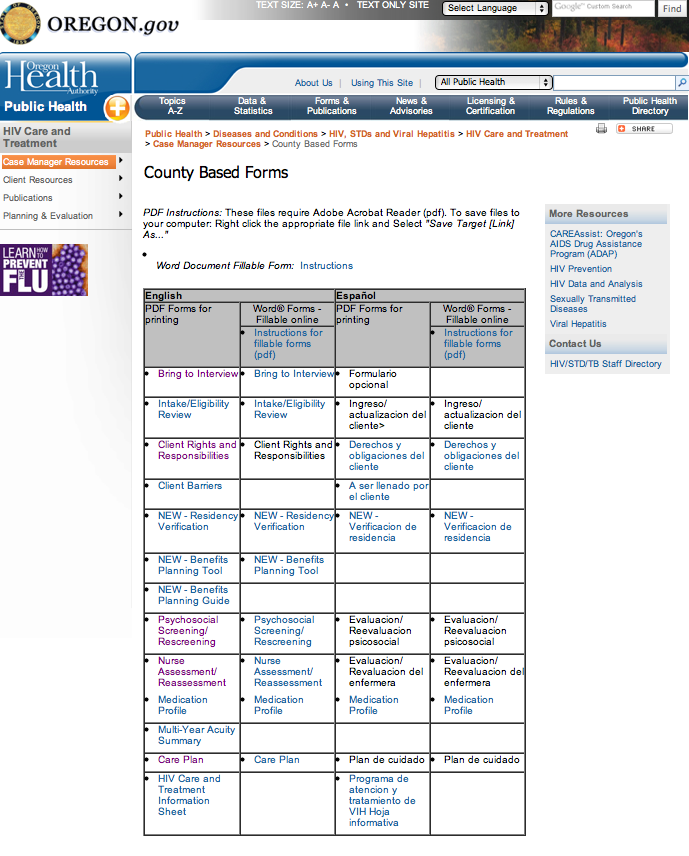 TEXT SIZE: A+ A- A • TEXT ONLY SITE
Select Language
Google™ Custom Search
Find
OREGON.gov
Oregon
Health
Authority
Public Health
About Us | Using This Site |
All Public Health
Topics
A-Z
Data &
Statistics
Forms &
Publications
News &
Advisories
Licensing &
Certification
Rules &
Regulations
Public Health
Directory
HIV Care and
Treatment
Case Manager Resources
Client Resources
Publications
Planning & Evaluation
LEARN HOW TO
PREVENT
THE FLU
Public Health > Diseases and Conditions > HIV, STDs and Viral Hepatitis > HIV Care and Treatment
> Case Manager Resources > County Based Forms
SHARE
County Based Forms
PDF Instructions: These files require Adobe Acrobat Reader (pdf). To save files to
your computer: Right click the appropriate file link and Select "Save Target [Link]
As..."
Word Document Fillable Form: Instructions
More Resources
CAREAssist: Oregon's
AIDS Drug Assistance
Program (ADAP)
HIV Prevention
HIV Data and Analysis
Sexually Transmitted
Diseases
Viral Hepatitis
Contact Us
HIV/STD/TB Staff Directory
English
Español
PDF Forms for
printing
Word® Forms -
Fillable online
Instructions for
fillable forms
(pdf)
PDF Forms for
printing
Word® Forms -
Fillable online
Instructions for
fillable forms
(pdf)
Bring to Interview
Bring to Interview
Formulario
opcional
Intake/Eligibility
Review
Intake/Eligibility
Review
Ingreso/
actualizacion del
cliente>
Ingreso/
actualizacion del
cliente
Client Rights and
Responsibilities
Client Rights and
Responsibilities
Derechos y
obligaciones del
cliente
Derechos y
obligaciones del
cliente
Client Barriers
A ser llenado por
el cliente
NEW - Residency
Verification
NEW - Residency
Verification
NEW -
Verificacion de
residencia
NEW -
Verificacion de
residencia
NEW - Benefits
Planning Tool
NEW - Benefits
Planning Tool
NEW - Benefits
Planning Guide
Psychosocial
Screening/
Rescreening
Psychosocial
Screening/
Rescreening
Evaluacion/
Reevaluacion
psicosocial
Evaluacion/
Reevaluacion
psicosocial
Nurse
Assessment/
Reassessment
Nurse
Assessment/
Reassessment
Evaluacion/
Revaluacion del
enfermera
Evaluacion/
Reevaluacion del
enfermera
Medication
Profile
Medication
Profile
Medication
Profile
Medication
Profile
Multi-Year Acuity
Summary
Care Plan
Care Plan
Plan de cuidado
Plan de cuidado
HIV Care and
Treatment
Information
Sheet
Programa de
atencion y
tratamiento de
VIH Hoja
informativa